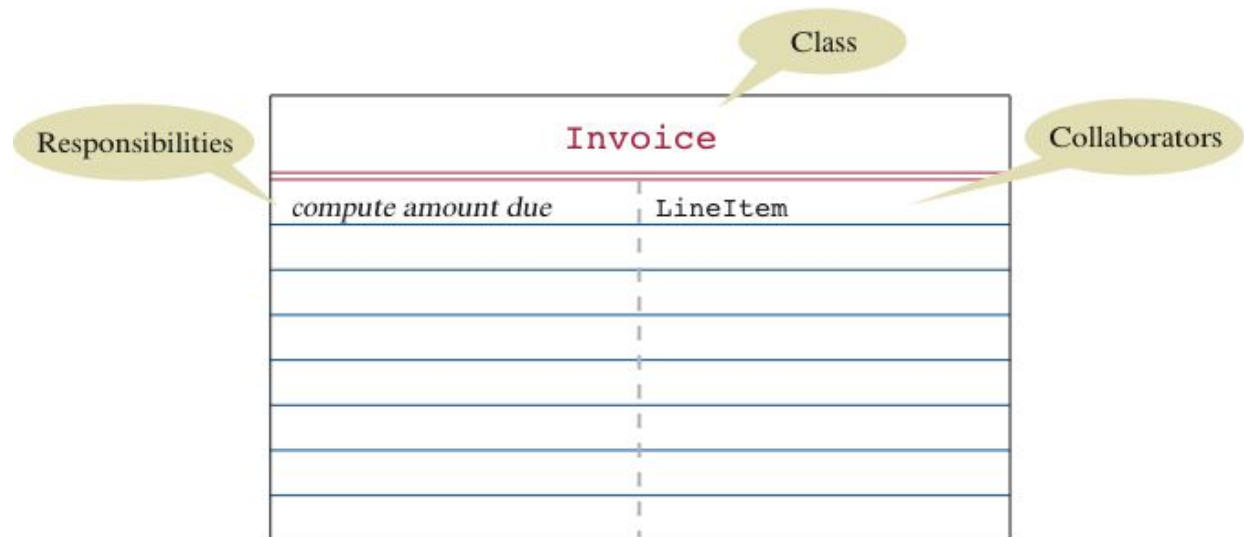 Class
Invoice
Responsibilities
Collaborators
compute amount due LineItem